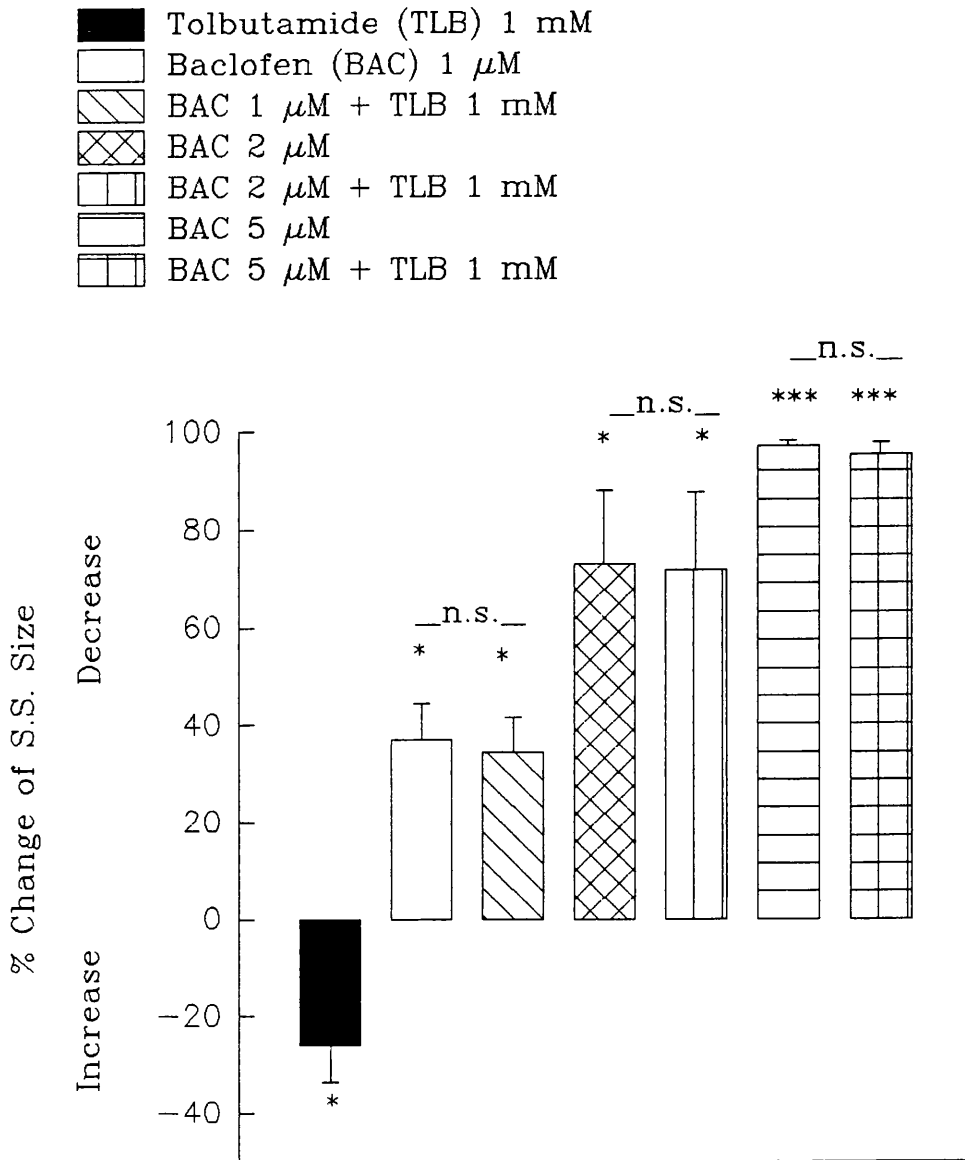 Tolbutamide (TLB) 1 mM
Baclofen (BAC) 1 μM
BAC 1 μM + TLB 1 mM
BAC 2 μM
BAC 2 μM + TLB 1 mM
BAC 5 μM
BAC 5 μM + TLB 1 mM
n.s.
*** ***
n.s.
* *
n.s.
* *
*
100
80
60
40
20
0
-20
-40
% Change of S.S. Size
Decrease
Increase